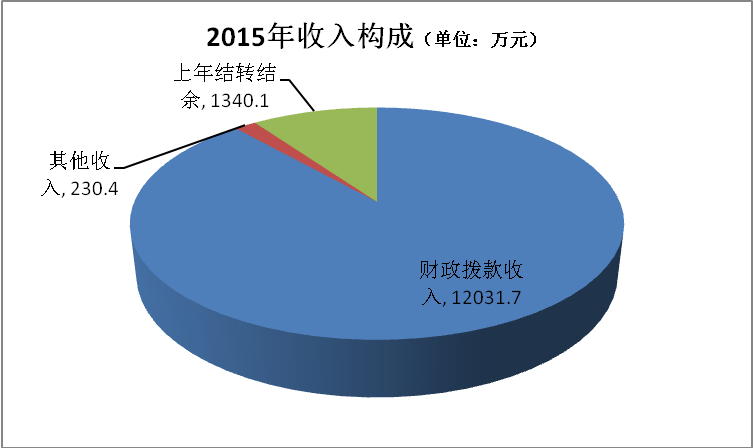 2015年收入构成（单位：万元）
上年结转结
余, 1340.1
其他收
入, 230.4
财政拨款收
入, 12031.7